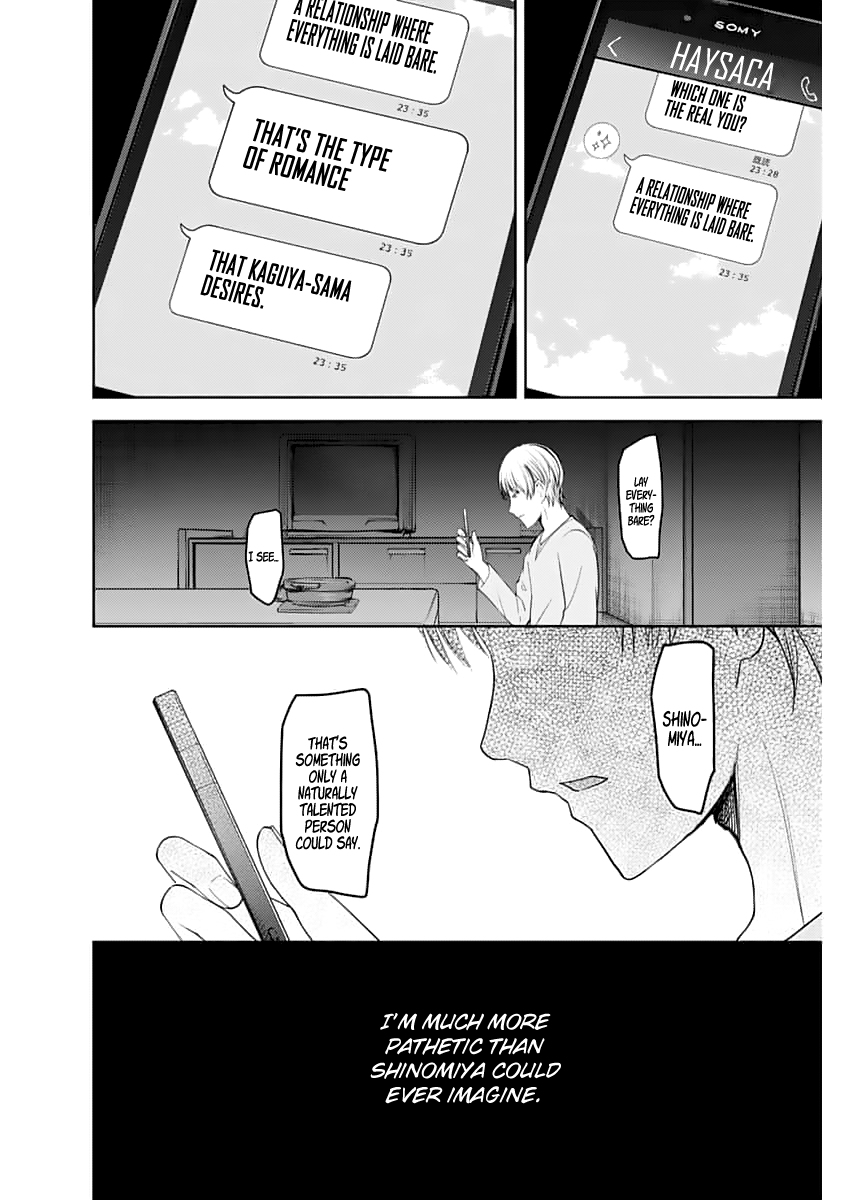 SOMY
HAYSACA
WHICH ONE IS
THE REAL YOU?
既読
23:28
A RELATIONSHIP WHERE
EVERYTHING IS LAID BARE.
23:35
A RELATIONSHIP WHERE
EVERYTHING IS LAID BARE.
23:35
THAT'S THE TYPE
OF ROMANCE
23:35
THAT KAGUYA-SAMA
DESIRES.
23:35
LAY
EVERY-
THING
BARE?
I SEE...
SHINO-
MIYA...
THAT'S
SOMETHING
ONLY A
NATURALLY
TALENTED
PERSON
COULD SAY.
I'M MUCH MORE
PATHETIC THAN
SHINOMIYA COULD
EVER IMAGINE.